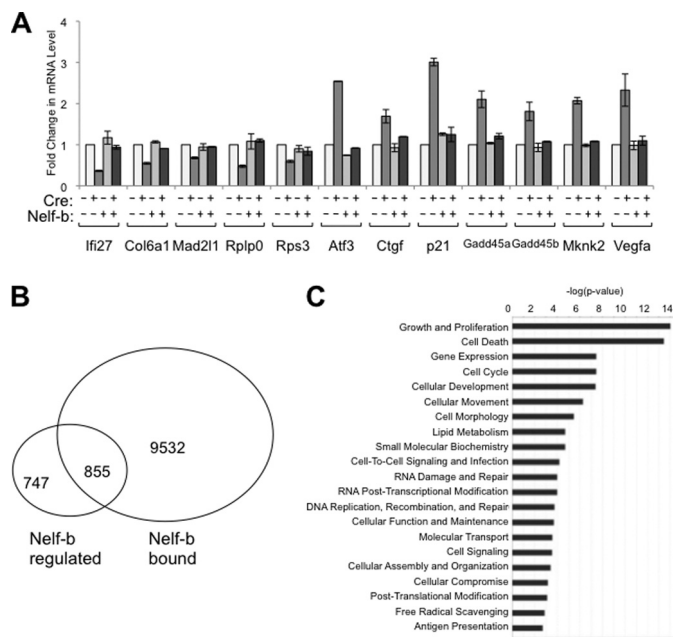 A
Fold Change in mRNA Level
4
3
2
1
0
Cre: - + - + - + - + - + - + - + - + - + - + - + - + - + - + - + - + - + - + - + - + - + - + - + - +
Nelf-b: - - + + - - + + - - + + - - + + - - + + - - + + - - + + - - + + - - + + - - + + - - + + - - + +
Ifi27 Col6a1 Mad2l1 Rplp0 Rps3 Atf3 Ctgf p21 Gadd45a Gadd45b Mknk2 Vegfa
B
9532
747
855
Nelf-b regulated
Nelf-b bound
C
-log(p-value)
0 2 4 6 8 10 12 14
Growth and Proliferation
Cell Death
Gene Expression
Cell Cycle
Cellular Development
Cellular Movement
Cell Morphology
Lipid Metabolism
Small Molecular Biochemistry
Cell-To-Cell Signaling and Infection
RNA Damage and Repair
RNA Post-Transcriptional Modification
DNA Replication, Recombination, and Repair
Cellular Function and Maintenance
Molecular Transport
Cell Signaling
Cellular Assembly and Organization
Cellular Compromise
Post-Translational Modification
Free Radical Scavenging
Antigen Presentation